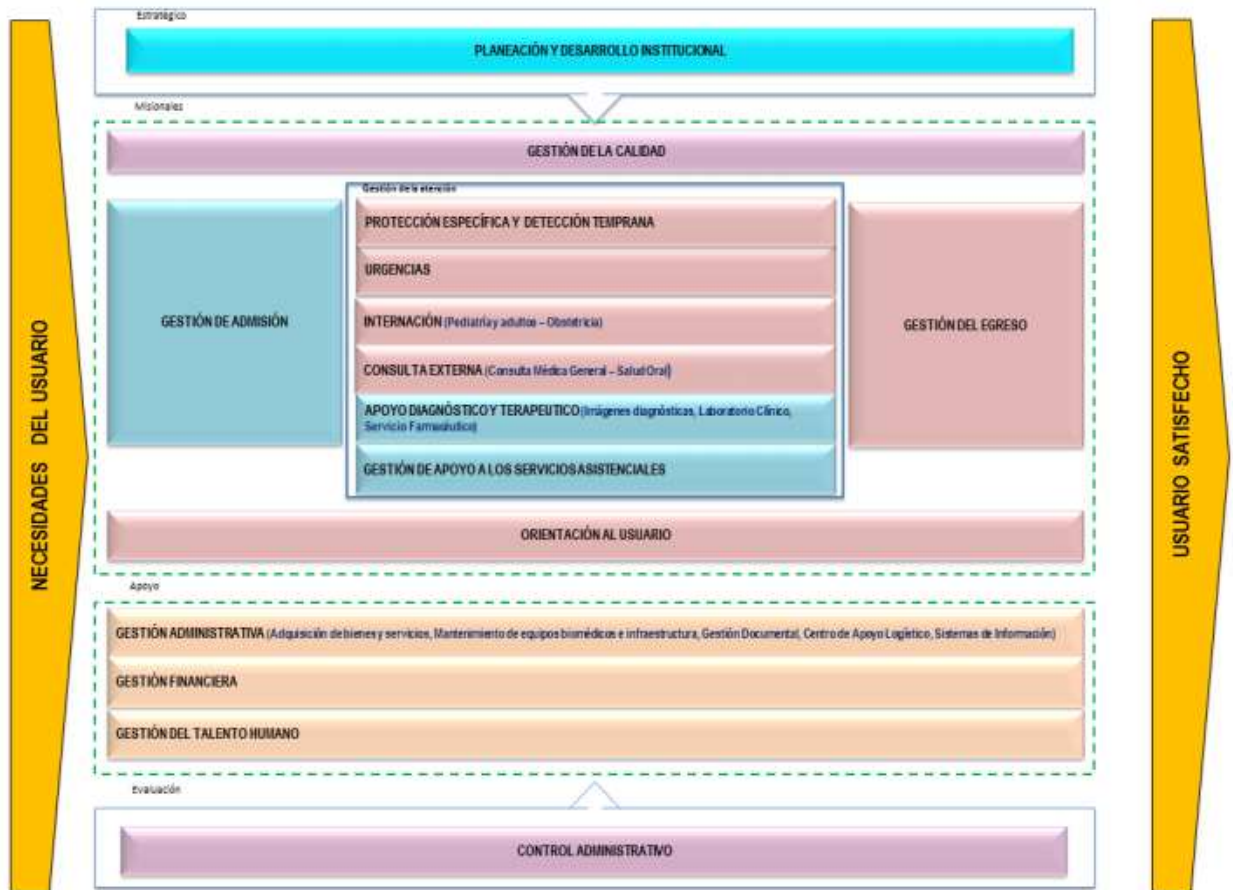 Estratégico
PLANEACIÓN Y DESARROLLO INSTITUCIONAL
Misionales
GESTIÓN DE LA CALIDAD
NECESIDADES DEL USUARIO
GESTIÓN DE ADMISIÓN
Gestión de la atención
PROTECCIÓN ESPECÍFICA Y DETECCIÓN TEMPRANA
URGENCIAS
INTERNACIÓN (Pediatría y adultos – Obstetricia)
CONSULTA EXTERNA (Consulta Médica General – Salud Oral)
APOYO DIAGNÓSTICO Y TERAPEUTICO (Imágenes diagnósticas, Laboratorio Clínico,
Servicio Farmacéutico)
GESTIÓN DE APOYO A LOS SERVICIOS ASISTENCIALES
GESTIÓN DEL EGRESO
USUARIO SATISFECHO
ORIENTACIÓN AL USUARIO
Apoyo
GESTIÓN ADMINISTRATIVA (Adquisición de bienes y servicios, Mantenimiento de equipos biomédicos e infraestructura, Gestión Documental, Centro de Apoyo Logístico, Sistemas de Información)
GESTIÓN FINANCIERA
GESTIÓN DEL TALENTO HUMANO
Evaluación
CONTROL ADMINISTRATIVO